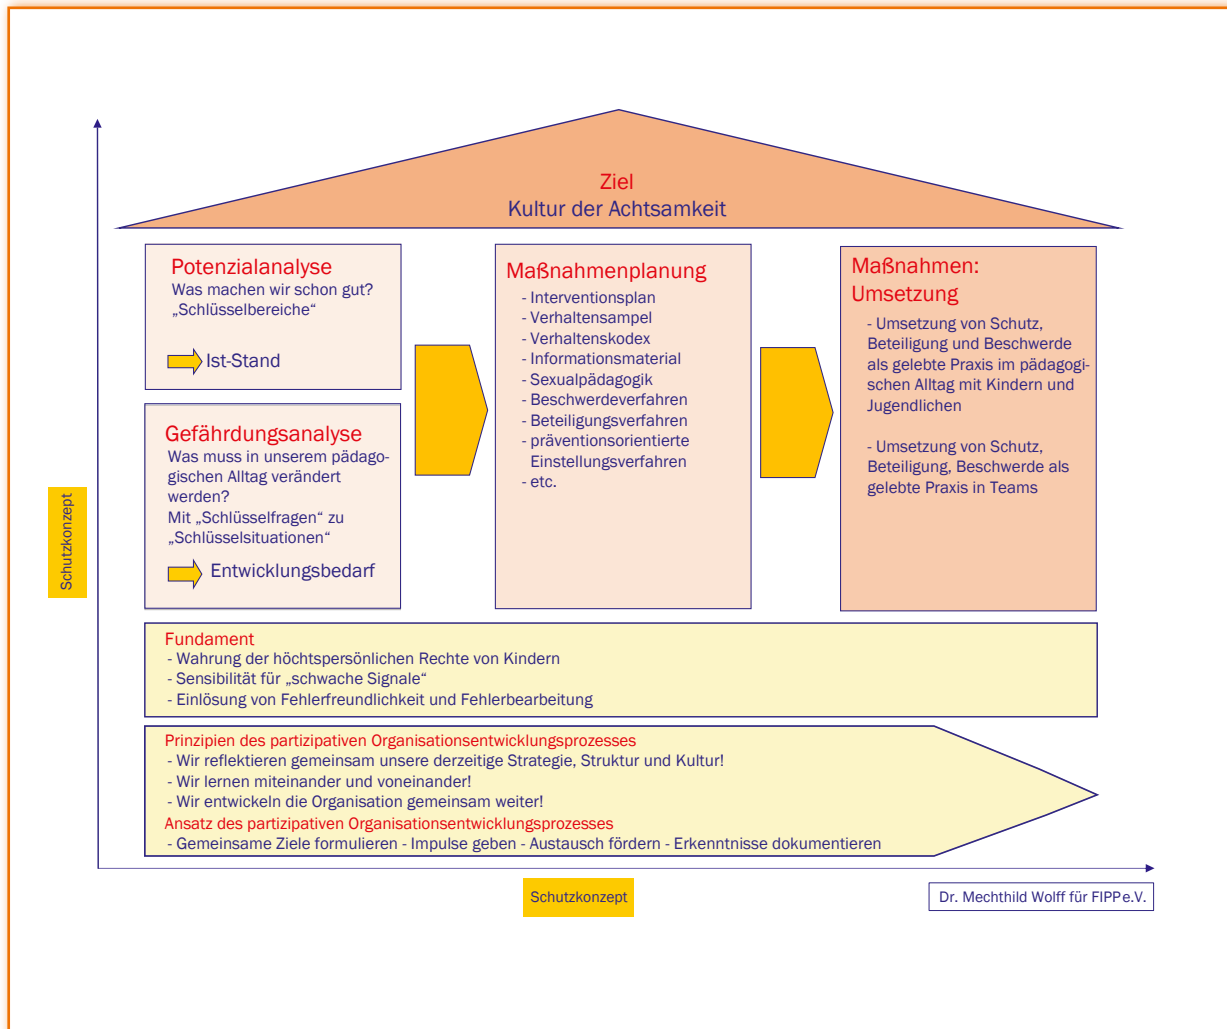 Ziel
Kultur der Achtsamkeit
Potenzialanalyse
Was machen wir schon gut?
„Schlüsselbereiche“
Ist-Stand
Gefährdungsanalyse
Was muss in unserem pädago-
gischen Alltag verändert
werden?
Mit „Schlüsselfragen“ zu
„Schlüsselsituationen“
Entwicklungsbedarf
Maßnahmenplanung
- Interventionsplan
- Verhaltensampel
- Verhaltenskodex
- Informationsmaterial
- Sexualpädagogik
- Beschwerdeverfahren
- Beteiligungsverfahren
- präventionsorientierte
Einstellungsverfahren
- etc.
Maßnahmen:
Umsetzung
- Umsetzung von Schutz,
Beteiligung und Beschwerde
als gelebte Praxis im pädagogi-
schen Alltag mit Kindern und
Jugendlichen
- Umsetzung von Schutz,
Beteiligung, Beschwerde als
gelebte Praxis in Teams
Schutzkonzept
Fundament
- Wahrung der höchtspersönlichen Rechte von Kindern
- Sensibilität für „schwache Signale“
- Einlösung von Fehlerfreundlichkeit und Fehlerbearbeitung
Prinzipien des partizipativen Organisationsentwicklungsprozesses
- Wir reflektieren gemeinsam unsere derzeitige Strategie, Struktur und Kultur!
- Wir lernen miteinander und voneinander!
- Wir entwickeln die Organisation gemeinsam weiter!
Ansatz des partizipativen Organisationsentwicklungsprozesses
- Gemeinsame Ziele formulieren - Impulse geben - Austausch fördern - Erkenntnisse dokumentieren
Schutzkonzept
Dr. Mechthild Wolff für FIPP e.V.